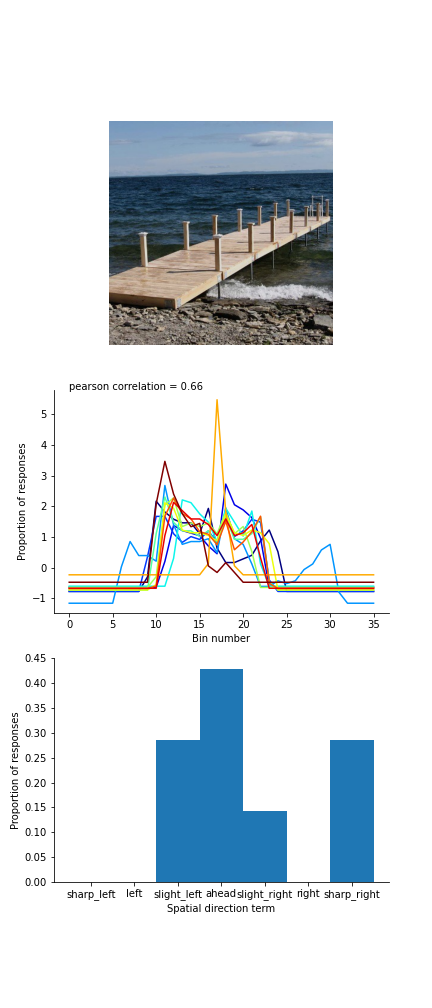 pearson correlation = 0.66
5
4
3
2
1
0
−1
Proportion of responses
0 5 10 15 20 25 30 35
Bin number
0.45
0.40
0.35
0.30
0.25
0.20
0.15
0.10
0.05
0.00
Proportion of responses
sharp_left left slight_left ahead slight_right right sharp_right
Spatial direction term